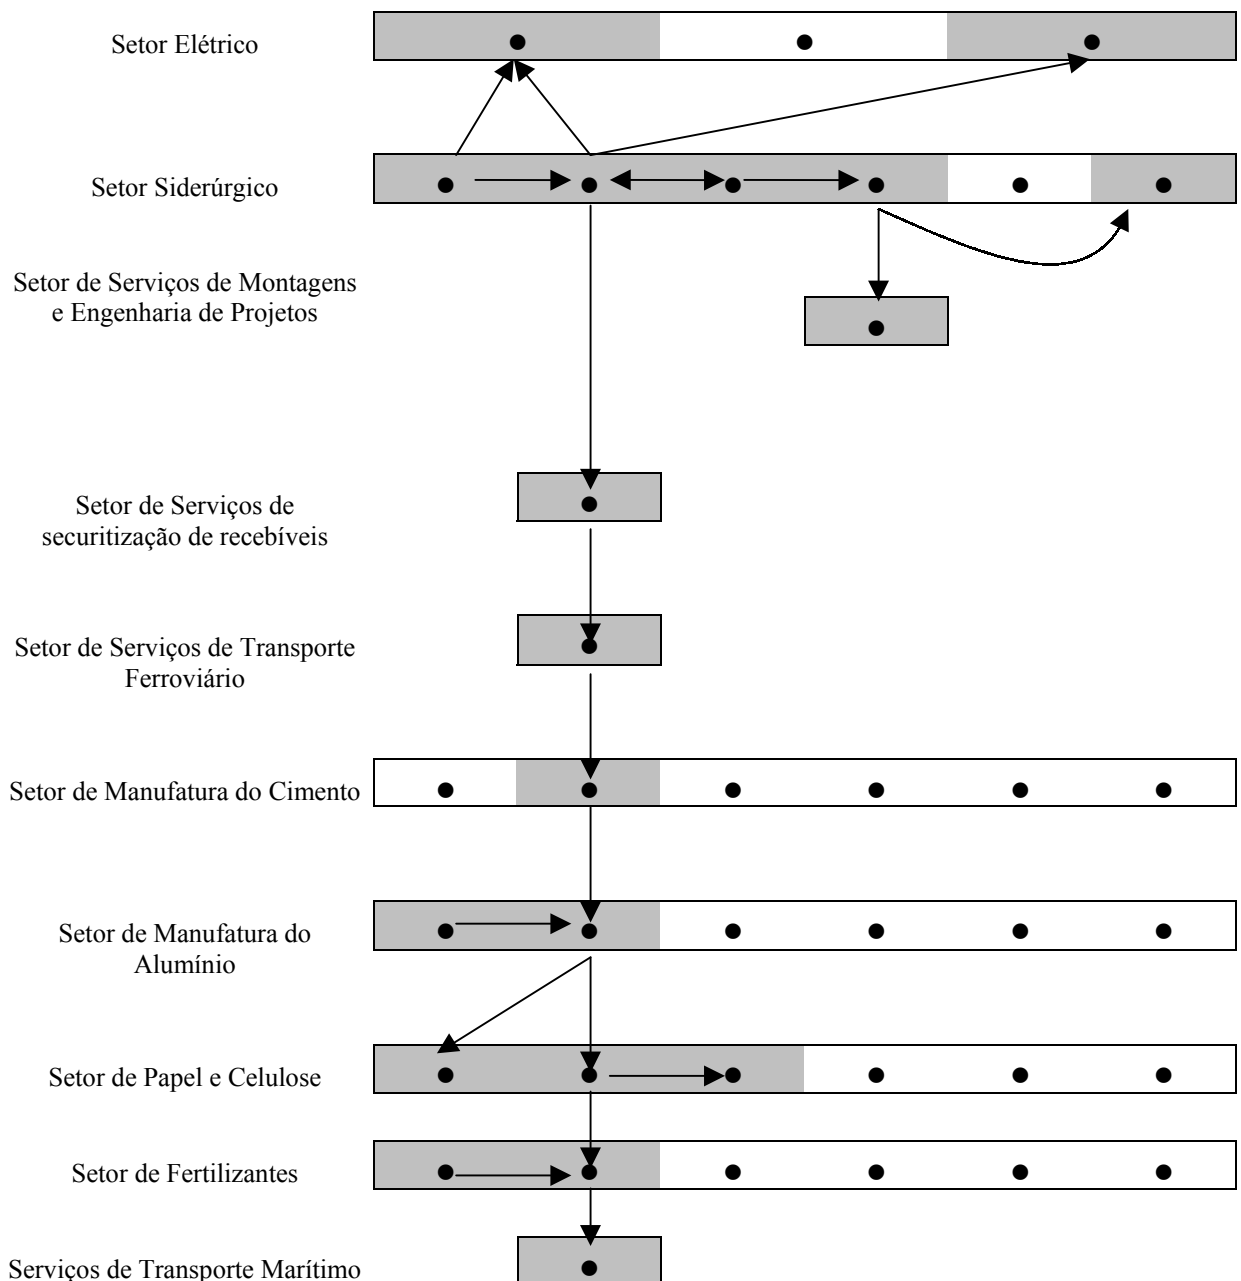 Setor Elétrico
Setor Siderúrgico
Setor de Serviços de Montagens
e Engenharia de Projetos
Setor de Serviços de
securitização de recebíveis
Setor de Serviços de Transporte
Ferroviário
Setor de Manufatura do Cimento
Setor de Manufatura do
Alumínio
Setor de Papel e Celulose
Setor de Fertilizantes
Serviços de Transporte Marítimo